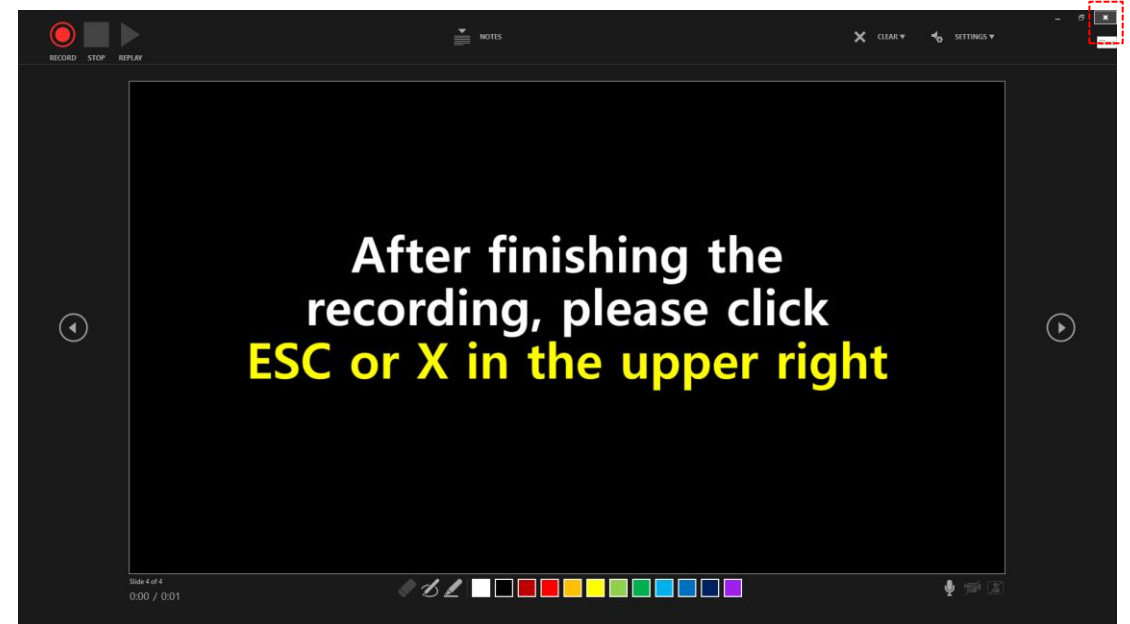 NOTES
CLEAR ▾
SETTINGS ▾
RECORD STOP REPLAY
After finishing the
recording, please click
ESC or X in the upper right
Slide 4 of 4
0:00 / 0:01